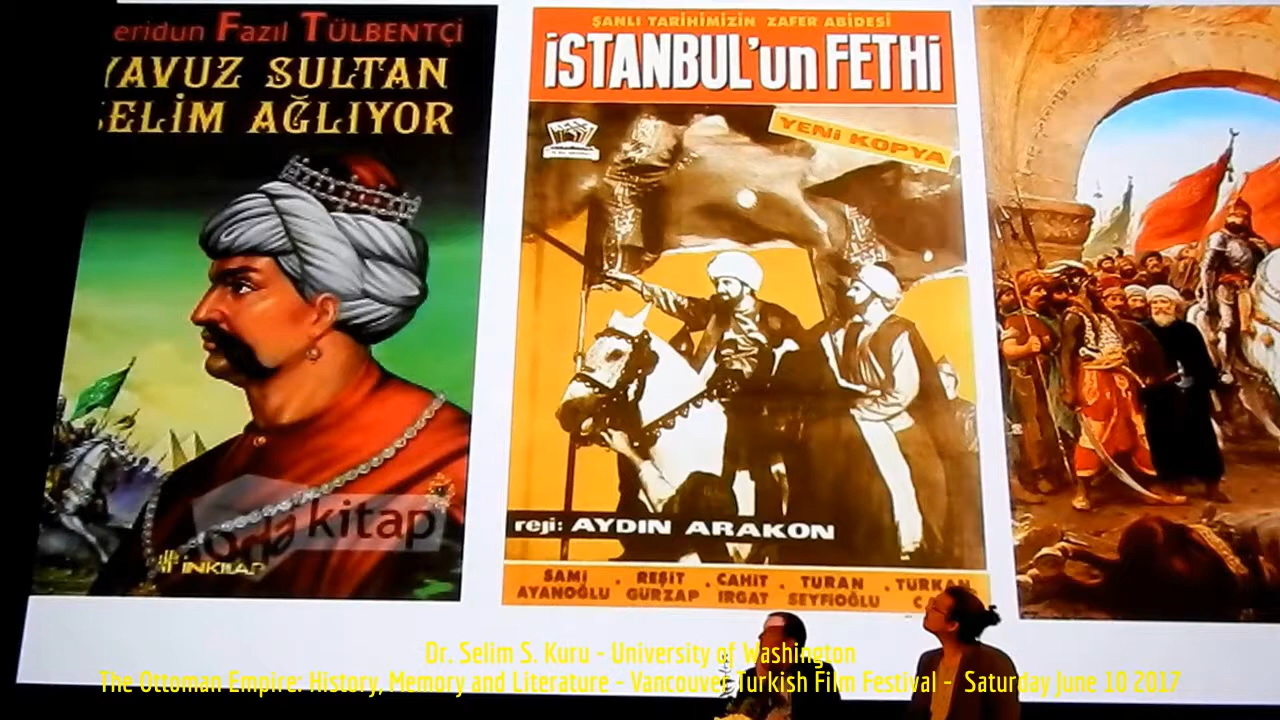 eridun Fazıl TÜLBENTÇİ
YAVUZ SULTAN
SELİM AĞLIYOR
kitap
İNKILAP
ŞANLI TARİHİMİZİN ZAFER ABİDESİ
İSTANBUL'un FETHİ
YENİ KOPYA
reji: AYDIN ARAKON
SAMİ AYANOĞLU . REŞİT GÜRZAP . CAHİT IRGAT . TURAN SEYFİOĞLU . TÜRKAN
Dr. Selim S. Kuru - University of Washington
The Ottoman Empire: History, Memory and Literature - Vancouver Turkish Film Festival - Saturday June 10 2017